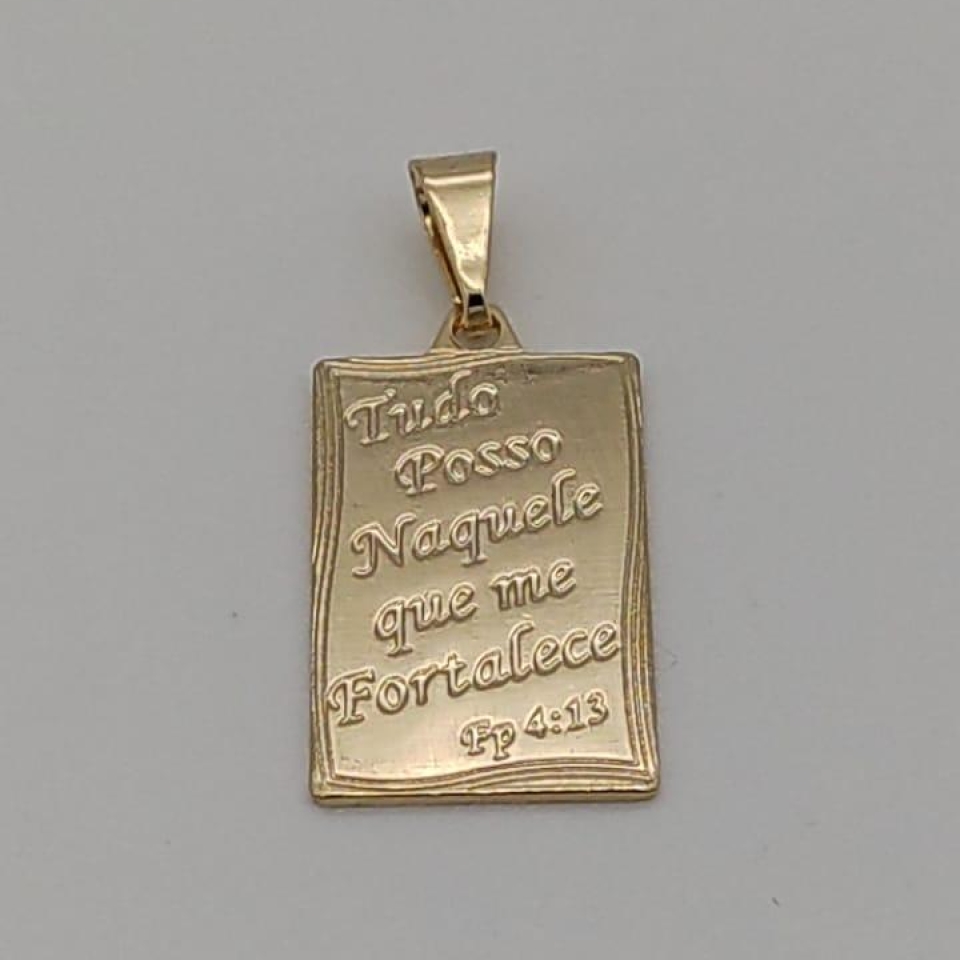 Tudo
Posso
Naquele
que me
Fortalece
Fp 4:13